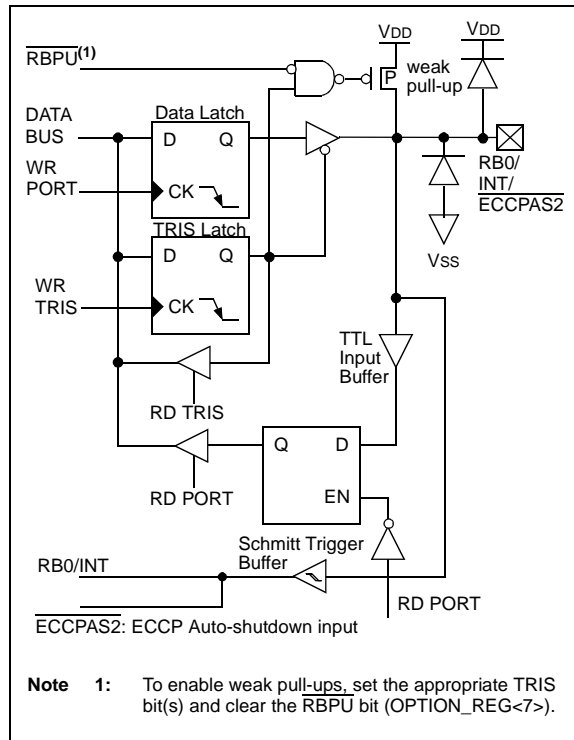 VDD
VDD
RBPU(1)
P
weak
pull-up
DATA
BUS
Data Latch
D
Q
WR
PORT
CK
RB0/
INT/
ECCPAS2
TRIS Latch
D
Q
VSS
WR
TRIS
CK
TTL
Input
Buffer
RD TRIS
Q
D
EN
RD PORT
Schmitt Trigger
Buffer
RB0/INT
RD PORT
ECCPAS2: ECCP Auto-shutdown input
Note 1: To enable weak pull-ups, set the appropriate TRIS
bit(s) and clear the RBPU bit (OPTION_REG<7>).